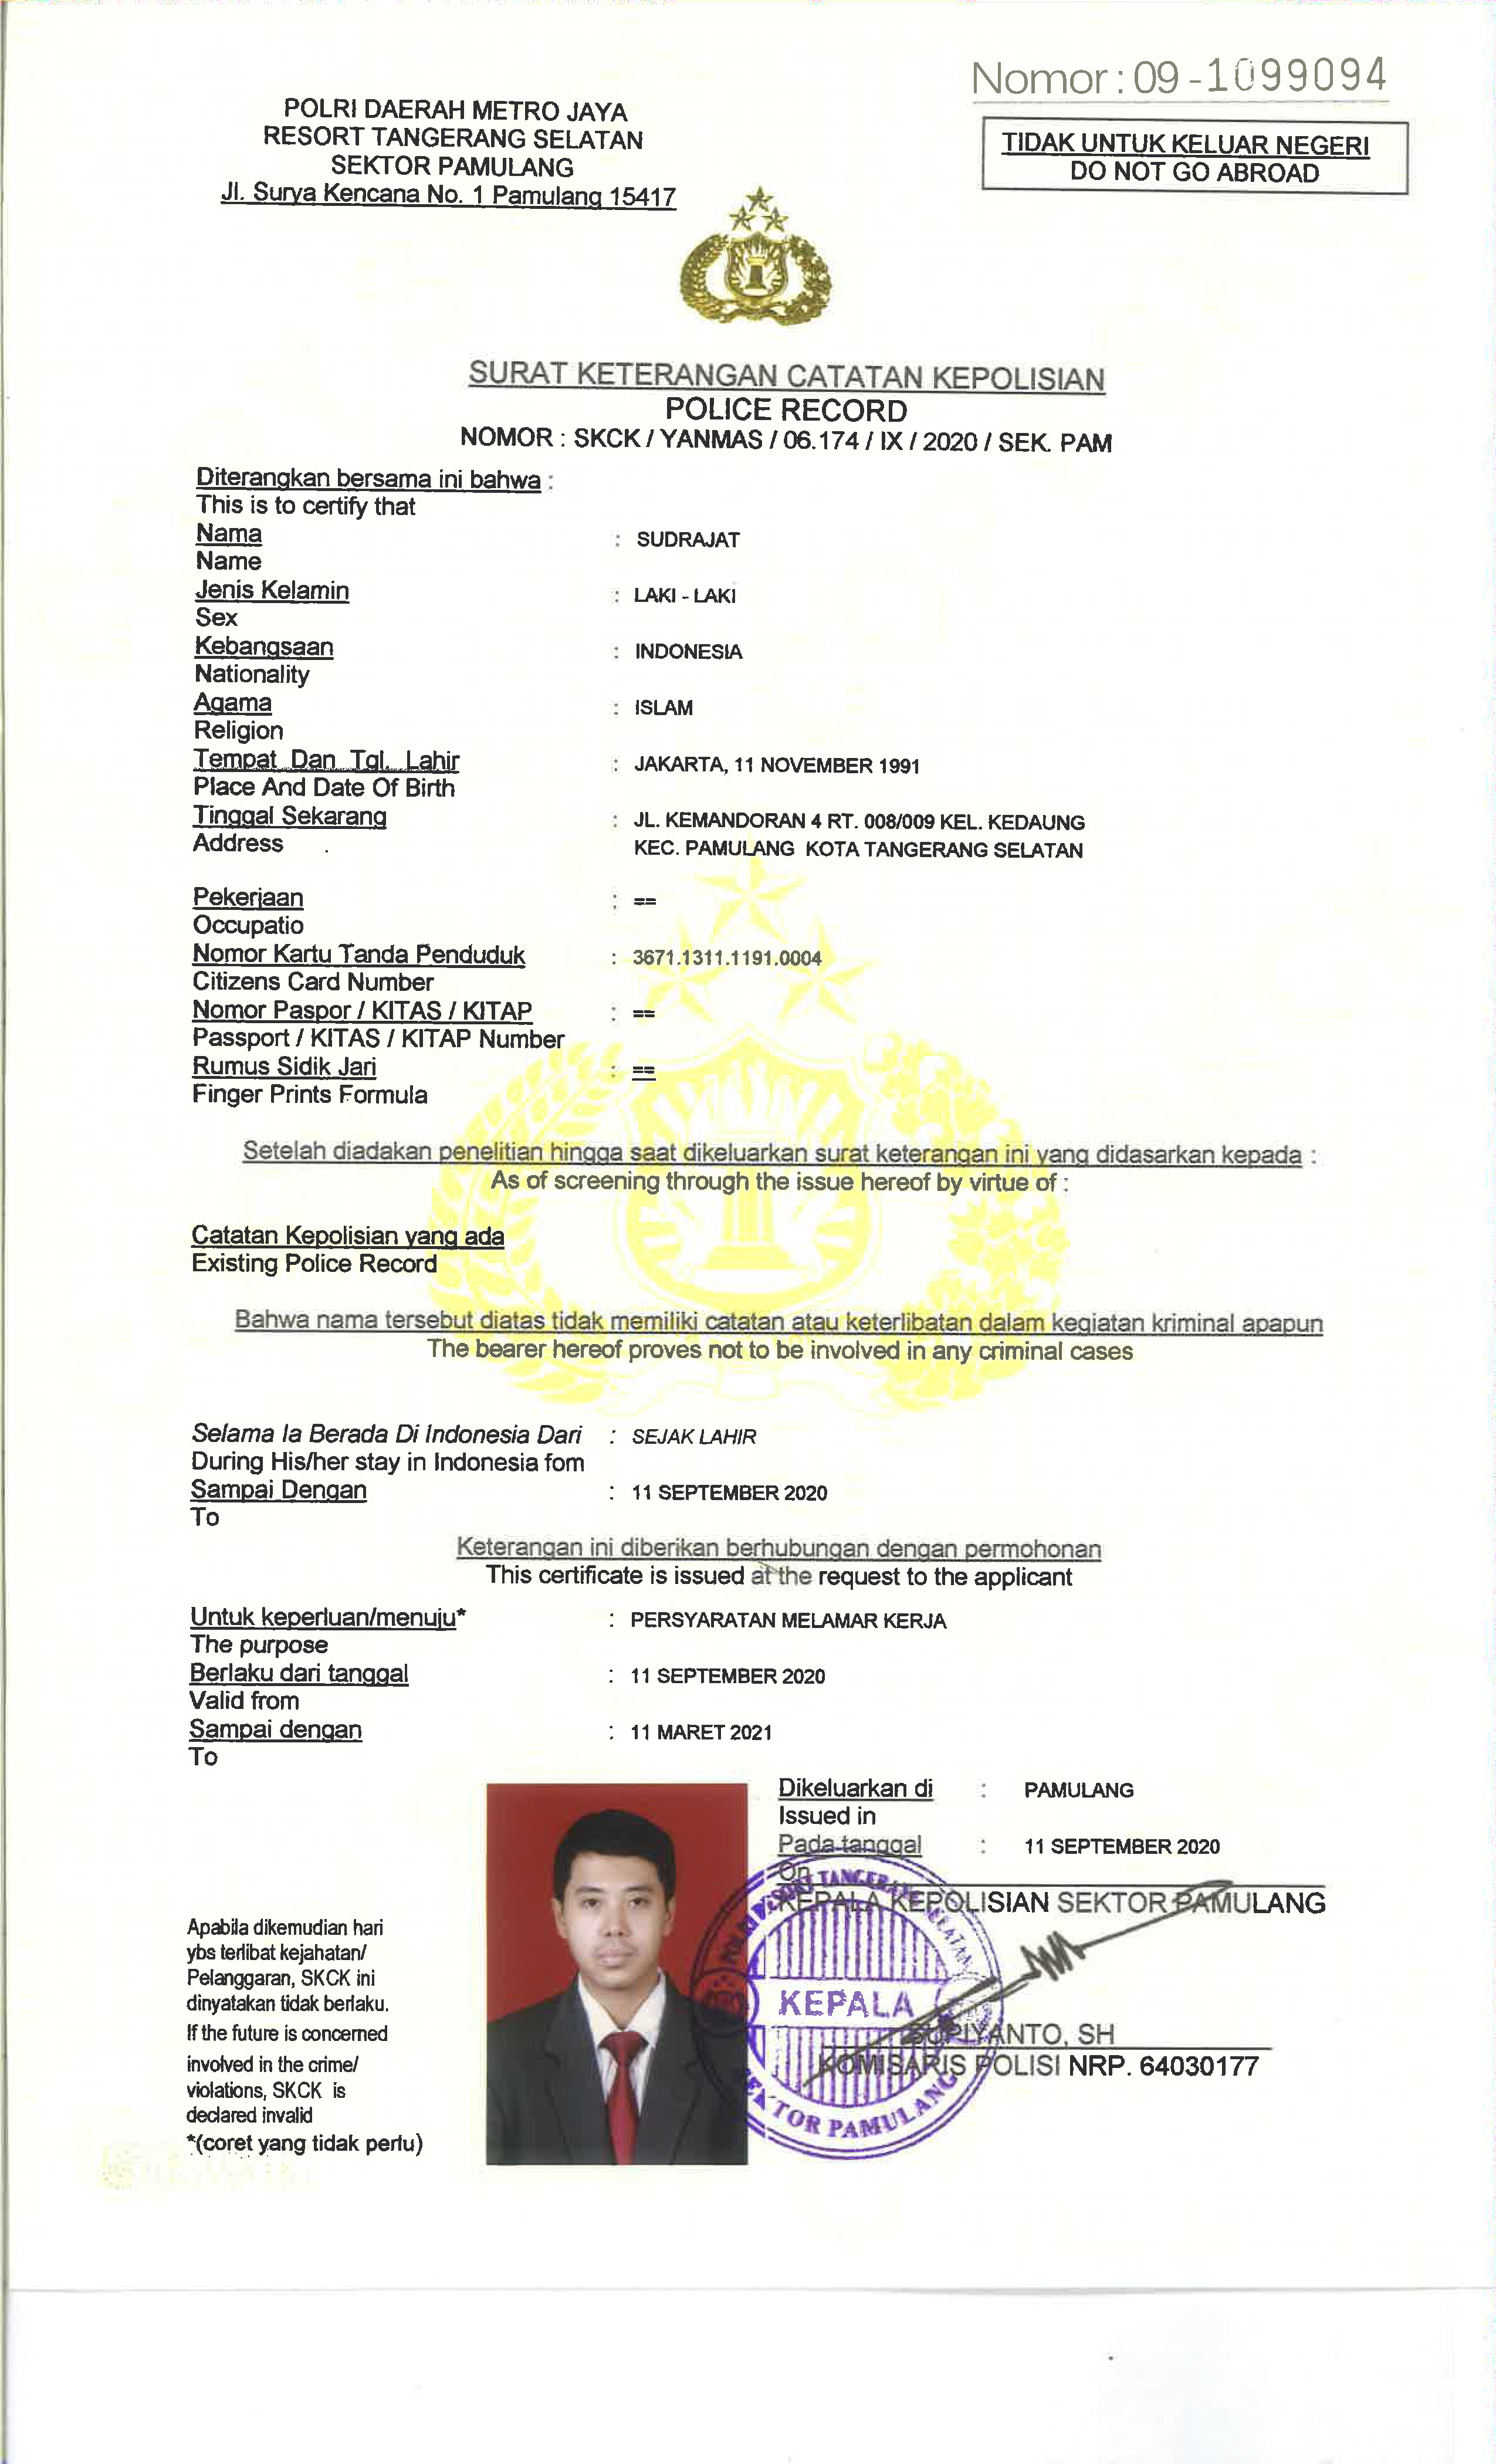 Nomor : 09 -1099094
POLRI DAERAH METRO JAYA
RESORT TANGERANG SELATAN
SEKTOR PAMULANG
Jl. Surya Kencana No. 1 Pamulang 15417
TIDAK UNTUK KELUAR NEGERI
DO NOT GO ABROAD
SURAT KETERANGAN CATATAN KEPOLISIAN
POLICE RECORD
NOMOR : SKCK / YANMAS / 06.174 / IX / 2020 / SEK. PAM
Diterangkan bersama ini bahwa :
This is to certify that
Nama : SUDRAJAT
Name
Jenis Kelamin : LAKI - LAKI
Sex
Kebangsaan : INDONESIA
Nationality
Agama : ISLAM
Religion
Tempat Dan Tgl. Lahir : JAKARTA, 11 NOVEMBER 1991
Place And Date Of Birth
Tinggal Sekarang : JL. KEMANDORAN 4 RT. 008/009 KEL. KEDAUNG
Address KEC. PAMULANG KOTA TANGERANG SELATAN
Pekerjaan : ==
Occupatio
Nomor Kartu Tanda Penduduk : 3671.1311.1191.0004
Citizens Card Number
Nomor Paspor / KITAS / KITAP : ==
Passport / KITAS / KITAP Number
Rumus Sidik Jari : ==
Finger Prints Formula
Setelah diadakan penelitian hingga saat dikeluarkan surat keterangan ini yang didasarkan kepada :
As of screening through the issue hereof by virtue of :
Catatan Kepolisian yang ada
Existing Police Record
Bahwa nama tersebut diatas tidak memiliki catatan atau keterlibatan dalam kegiatan kriminal apapun
The bearer hereof proves not to be involved in any criminal cases
Selama Ia Berada Di Indonesia Dari : SEJAK LAHIR
During His/her stay in Indonesia fom
Sampai Dengan : 11 SEPTEMBER 2020
To
Keterangan ini diberikan berhubungan dengan permohonan
This certificate is issued at the request to the applicant
Untuk keperluan/menuju* : PERSYARATAN MELAMAR KERJA
The purpose
Berlaku dari tanggal : 11 SEPTEMBER 2020
Valid from
Sampai dengan : 11 MARET 2021
To
Dikeluarkan di : PAMULANG
Issued in
Pada tanggal : 11 SEPTEMBER 2020
On
KEPALA KEPOLISIAN SEKTOR PAMULANG
POLRI RESORT TANGERANG SELATAN
KEPALA
SEKTOR PAMULANG
SUPIYANTO, SH
KOMISARIS POLISI NRP. 64030177
Apabila dikemudian hari
ybs terlibat kejahatan/
Pelanggaran, SKCK ini
dinyatakan tidak berlaku.
If the future is concerned
involved in the crime/
violations, SKCK is
declared invalid
*(coret yang tidak perlu)